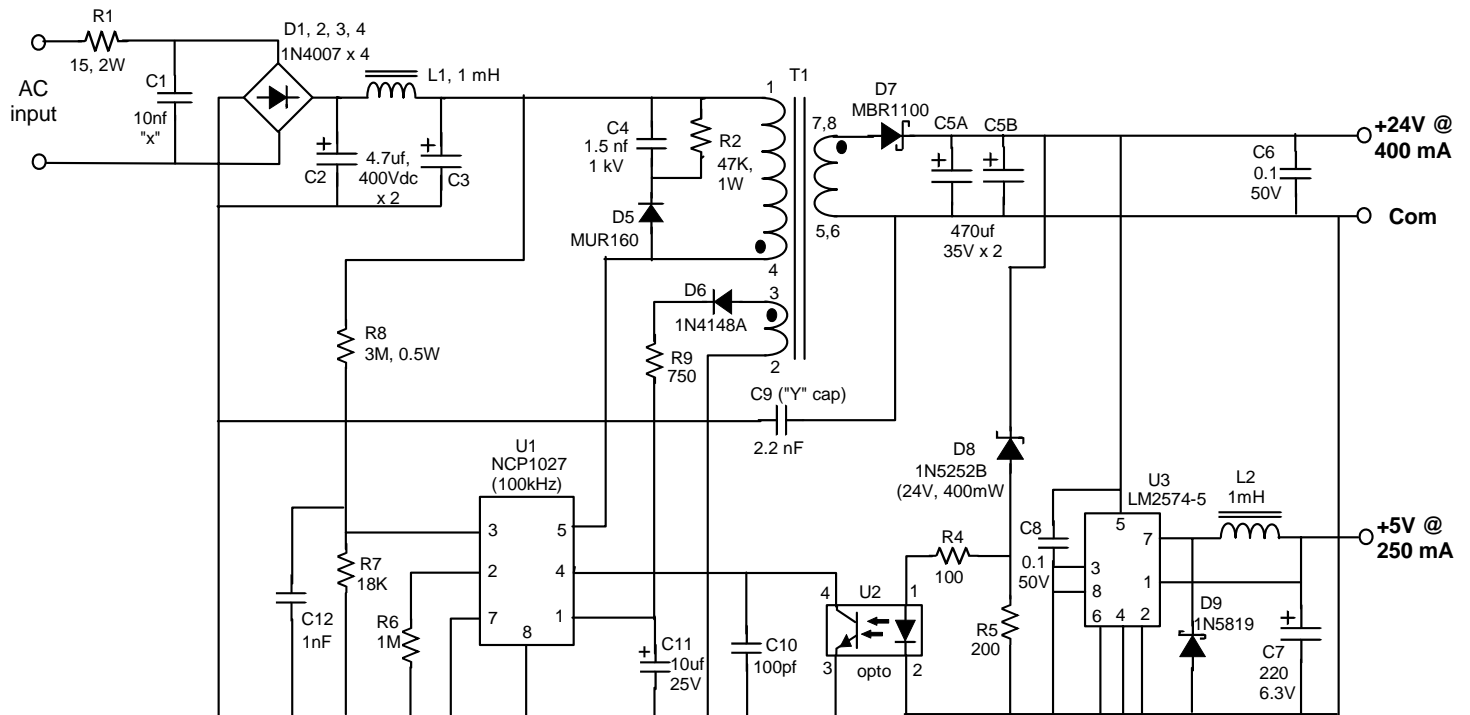 R1
15, 2W
AC
input
C1
10nf
"x"
D1, 2, 3, 4
1N4007 x 4
L1, 1 mH
C2
4.7uf,
400Vdc
x 2
C3
C4
1.5 nf
1 kV
R2
47K,
1W
D5
MUR160
T1
1
4
3
2
7,8
5,6
D7
MBR1100
C5A
C5B
470uf
35V x 2
C6
0.1
50V
+24V @
400 mA
Com
D6
1N4148A
R9
750
R8
3M, 0.5W
C9 ("Y" cap)
2.2 nF
U1
NCP1027
(100kHz)
3
2
7
8
5
4
1
R7
18K
C12
1nF
R6
1M
C11
10uf
25V
C10
100pf
U2
4
3
1
2
opto
R4
100
R5
200
D8
1N5252B
(24V, 400mW
C8
0.1
50V
U3
LM2574-5
5
3
8
6
4
2
7
1
L2
1mH
D9
1N5819
C7
220
6.3V
+5V @
250 mA